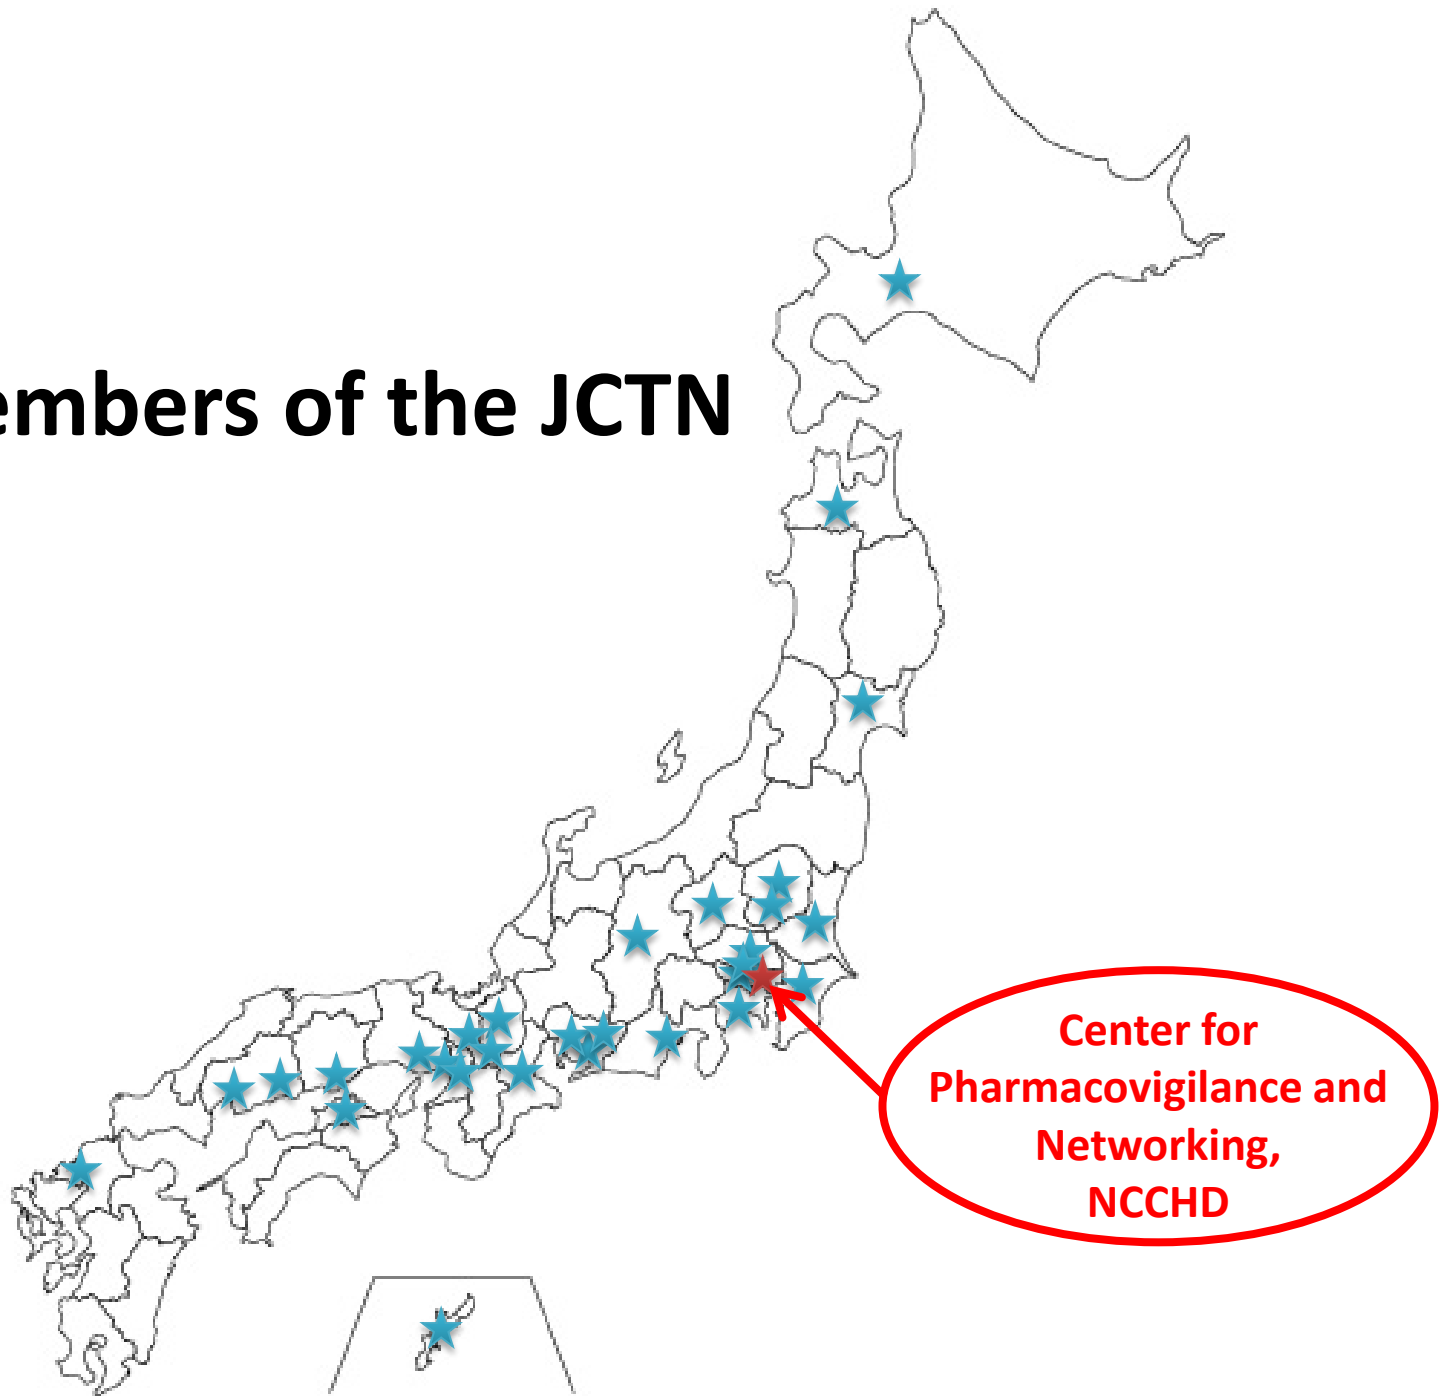 embers of the JCTN
Center for
Pharmacovigilance and
Networking,
NCCHD